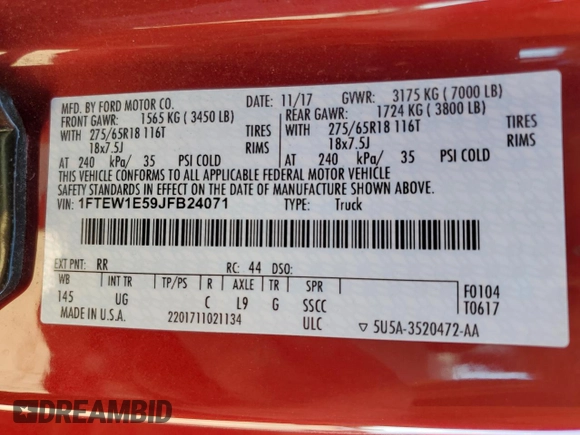 MFD. BY FORD MOTOR CO.
DATE: 11/17 GVWR: 3175 KG (7000 LB)
FRONT GAWR: 1565 KG (3450 LB)
REAR GAWR: 1724 KG (3800 LB)
WITH 275/65R18 116T TIRES
WITH 275/65R18 116T TIRES
18x7.5J RIMS
18x7.5J RIMS
AT 240 kPa/ 35 PSI COLD
AT 240 kPa/ 35 PSI COLD
THIS VEHICLE CONFORMS TO ALL APPLICABLE FEDERAL MOTOR VEHICLE
SAFETY STANDARDS IN EFFECT ON THE DATE OF MANUFACTURE SHOWN ABOVE.
VIN: 1FTEW1E59JFB24071 TYPE: Truck
EXT PNT: RR RC: 44 DSO:
WB INT TR TP/PS R AXLE TR SPR F0104
145 UG C L9 G SSCC T0617
MADE IN U.S.A. 2201711021134 ULC ▽ 5U5A-3520472-AA
DREAMBID